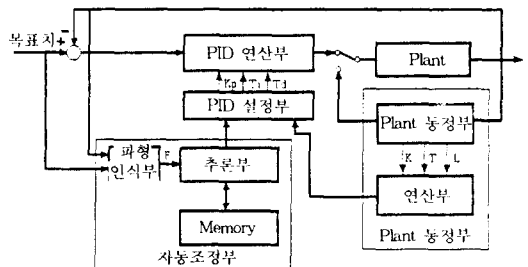 목표치 + −
PID 연산부
Plant
Kp Ti Td
PID 설정부
Plant 동정부
파형
인식부
F
추론부
K T L
연산부
Memory
Plant 동정부
자동조정부